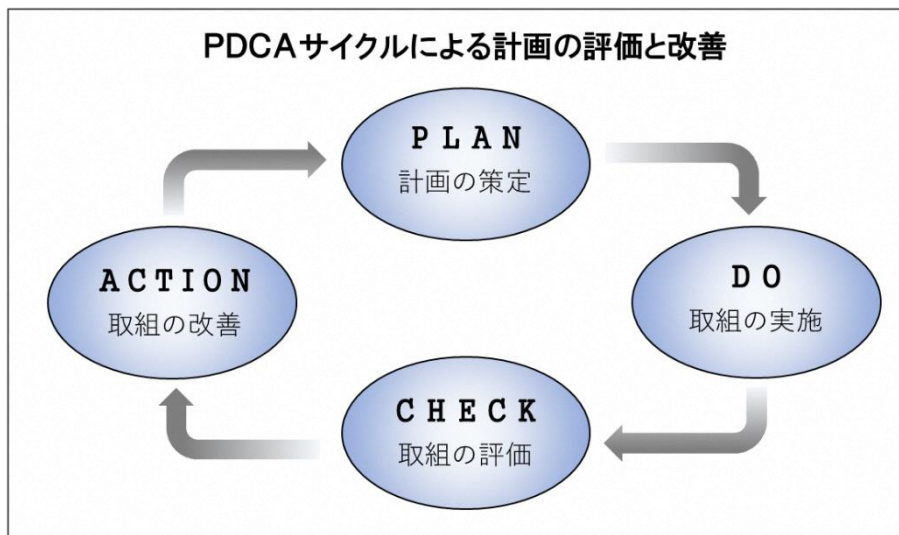 PDCAサイクルによる計画の評価と改善
PLAN
計画の策定
ACTION
取組の改善
DO
取組の実施
CHECK
取組の評価